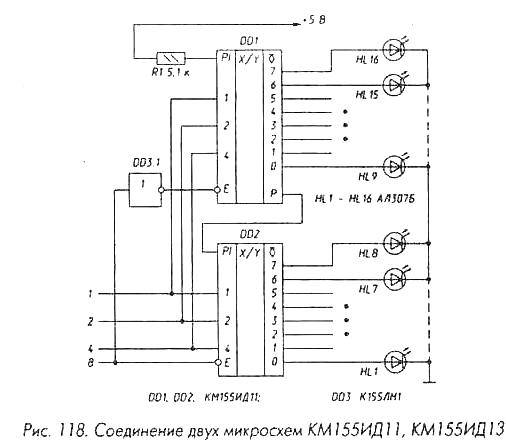 +5 В
R1 5,1 к
DD1
PI X/Y Q̅
7
6
5
4
3
2
1
0
P
1
2
4
E
HL16
HL15
HL9
DD3.1
1
HL1 - HL16 АЛ307Б
DD2
PI X/Y Q̅
7
6
5
4
3
2
1
0
1
2
4
E
HL8
HL7
HL1
1
2
4
8
DD1, DD2, КМ155ИД11;
DD3 К155ЛН1
Рис. 118. Соединение двух микросхем КМ155ИД11, КМ155ИД13